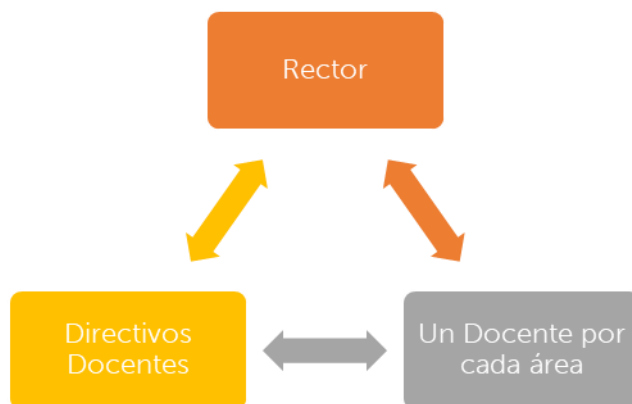 Rector
Directivos
Docentes
Un Docente por
cada área